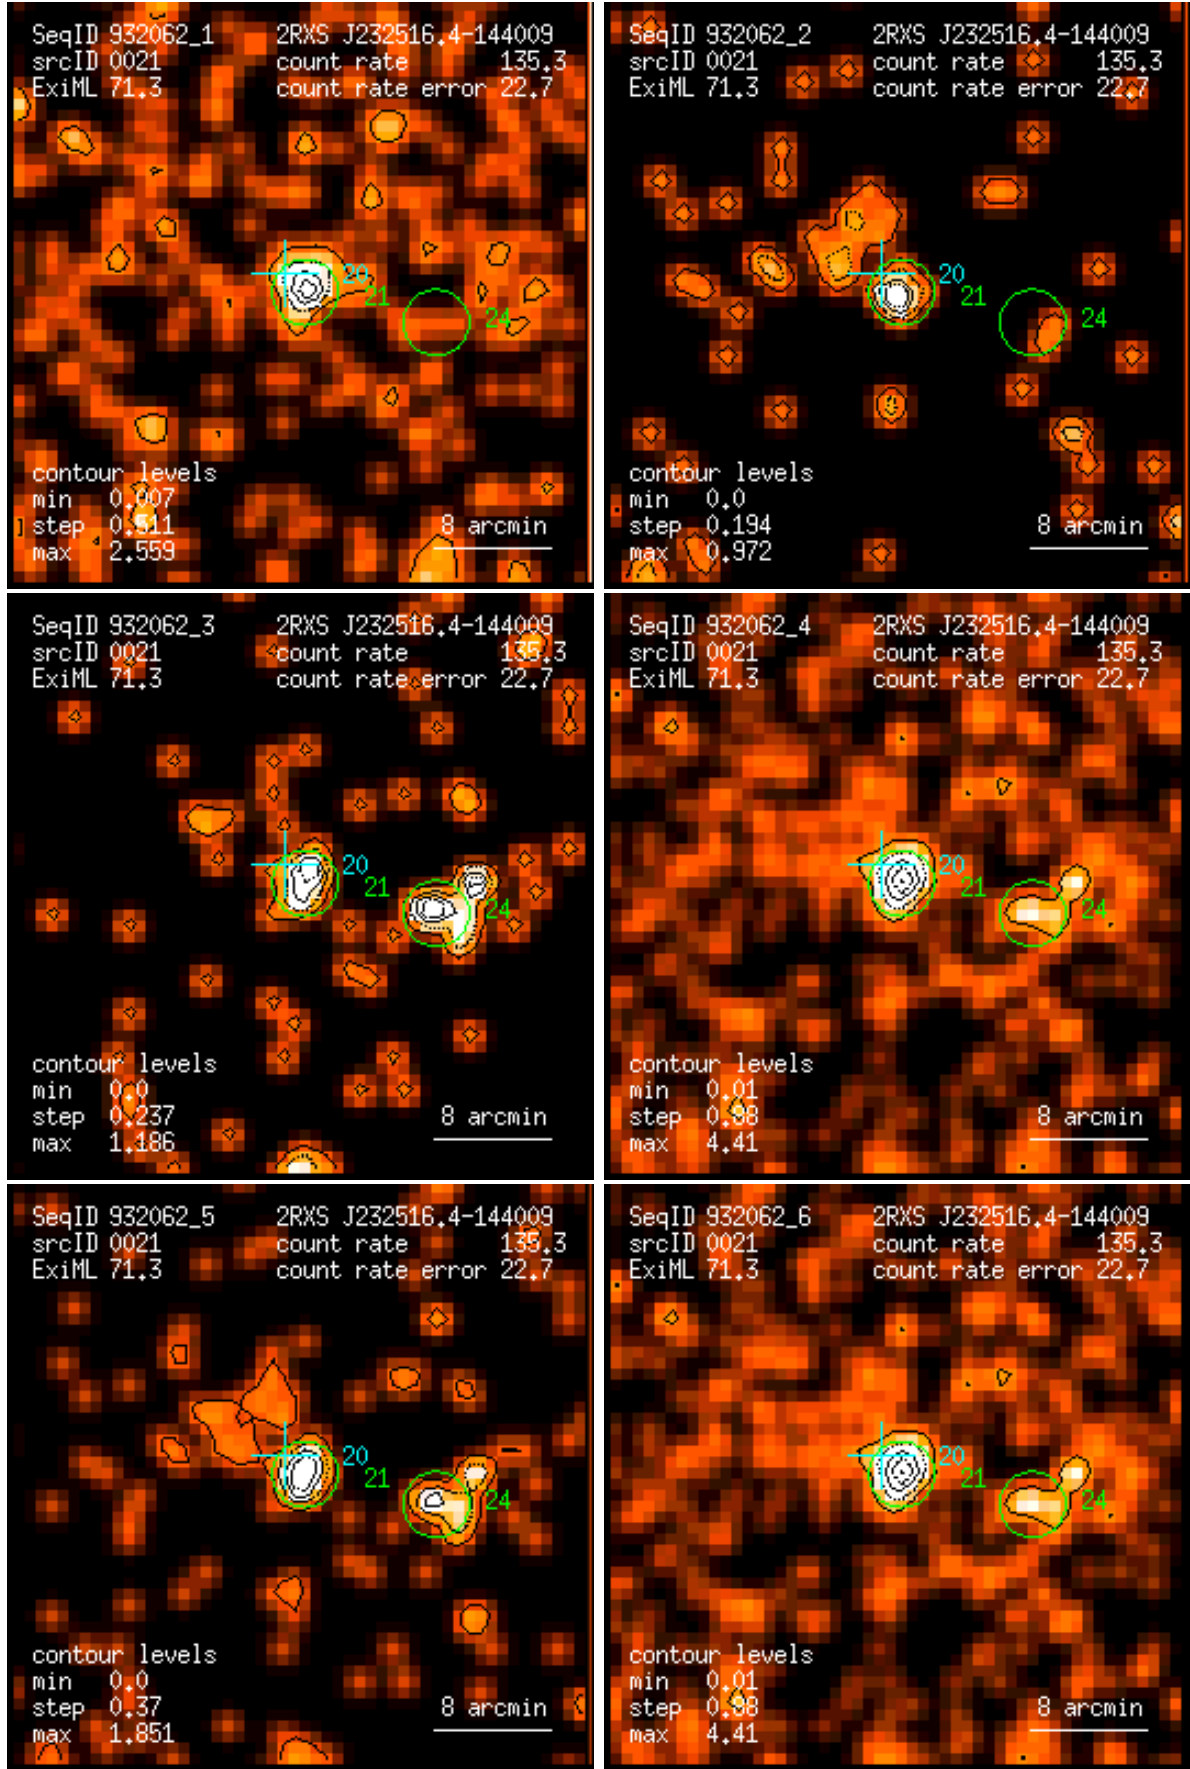 SeqID 932062_1 2RXS J232516.4-144009
srcID 0021 count rate 135.3
ExiML 71.3 count rate error 22.7
20
21
24
contour levels
min 0.007
step 0.511
max 2.559
8 arcmin
SeqID 932062_2 2RXS J232516.4-144009
srcID 0021 count rate 135.3
ExiML 71.3 count rate error 22.7
20
21
24
contour levels
min 0.0
step 0.194
max 0.972
8 arcmin
SeqID 932062_3 2RXS J232516.4-144009
srcID 0021 count rate 135.3
ExiML 71.3 count rate error 22.7
20
21
24
contour levels
min 0.0
step 0.237
max 1.186
8 arcmin
SeqID 932062_4 2RXS J232516.4-144009
srcID 0021 count rate 135.3
ExiML 71.3 count rate error 22.7
20
21
24
contour levels
min 0.01
step 0.88
max 4.41
8 arcmin
SeqID 932062_5 2RXS J232516.4-144009
srcID 0021 count rate 135.3
ExiML 71.3 count rate error 22.7
20
21
24
contour levels
min 0.0
step 0.37
max 1.851
8 arcmin
SeqID 932062_6 2RXS J232516.4-144009
srcID 0021 count rate 135.3
ExiML 71.3 count rate error 22.7
20
21
24
contour levels
min 0.01
step 0.88
max 4.41
8 arcmin